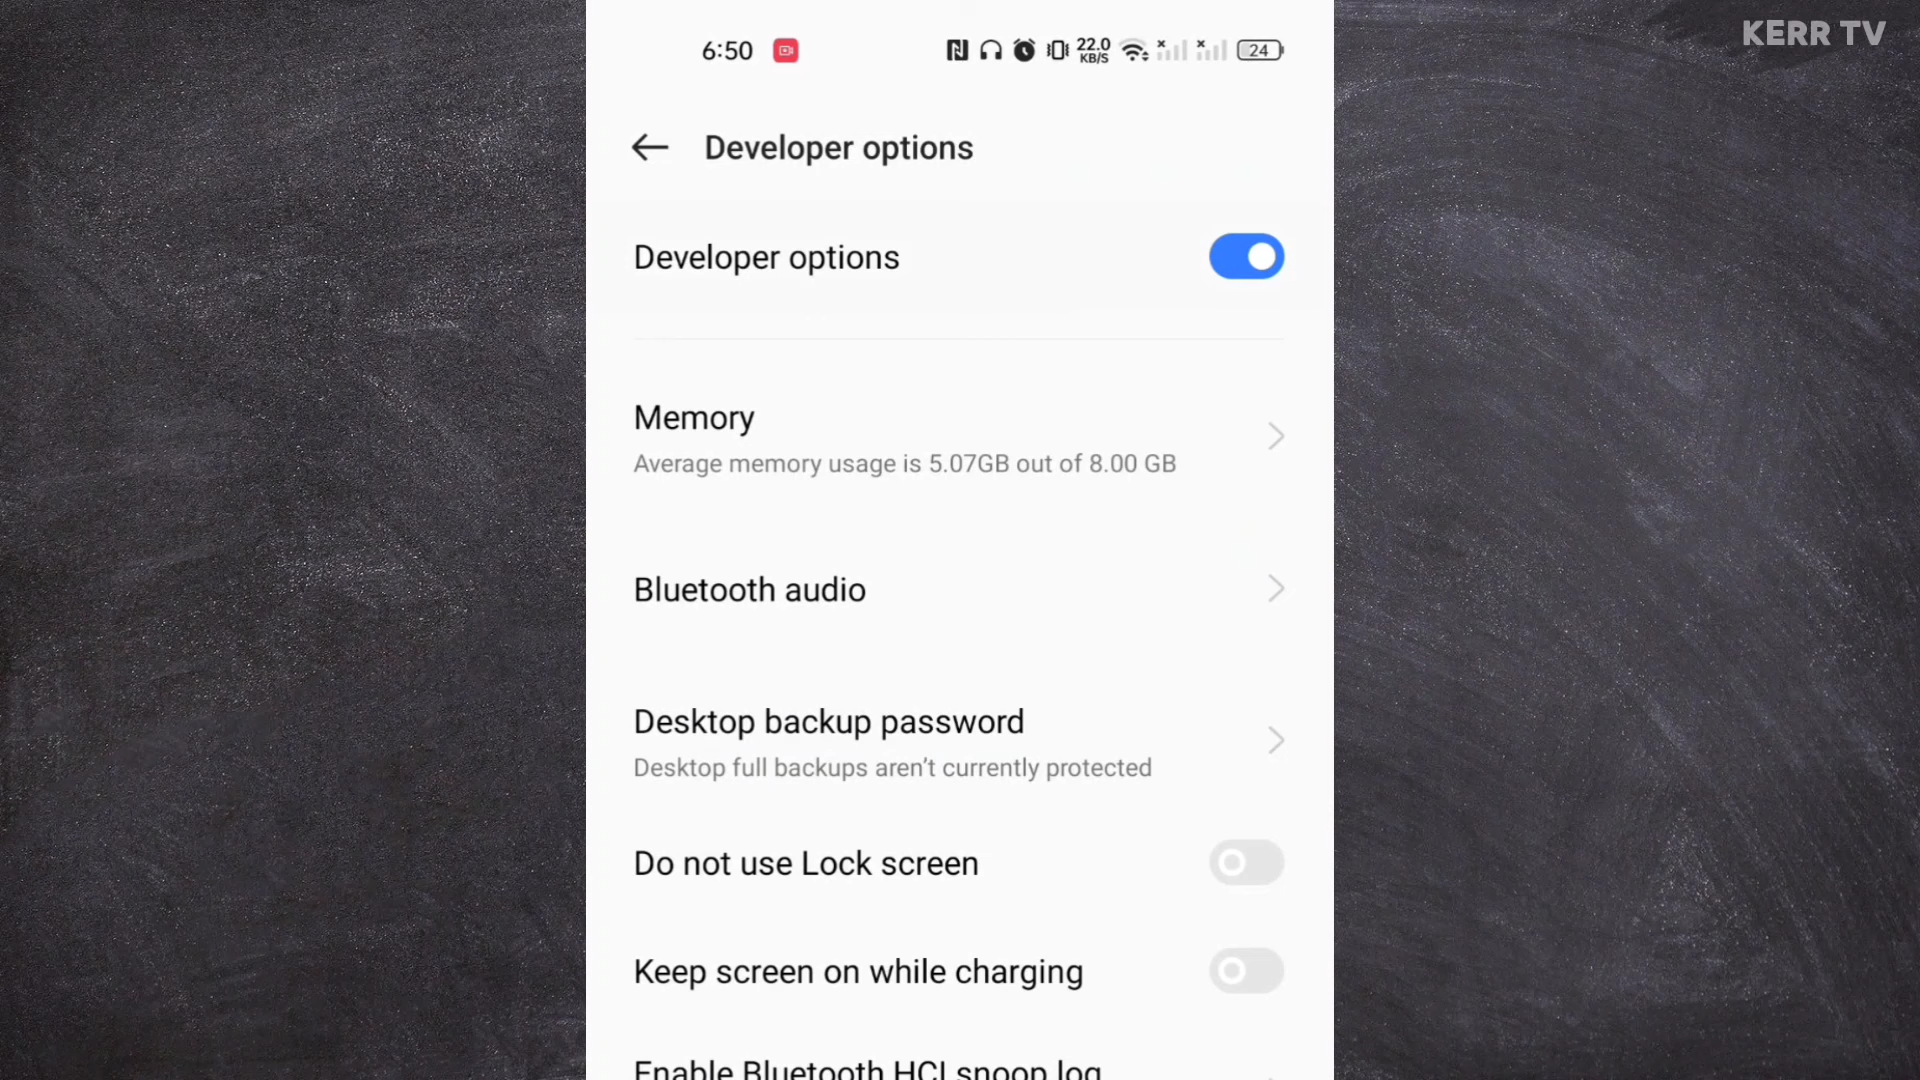 KERR TV
6:50 22.0 KB/S 24
Developer options
Developer options
Memory
Average memory usage is 5.07GB out of 8.00 GB
Bluetooth audio
Desktop backup password
Desktop full backups aren't currently protected
Do not use Lock screen
Keep screen on while charging
Enable Bluetooth HCI snoop log